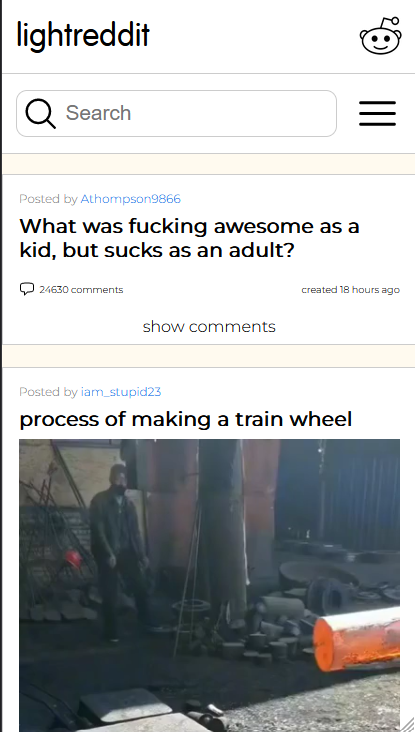 lightreddit
Search
Posted by Athompson9866
What was fucking awesome as a
kid, but sucks as an adult?
24630 comments
created 18 hours ago
show comments
Posted by iam_stupid23
process of making a train wheel